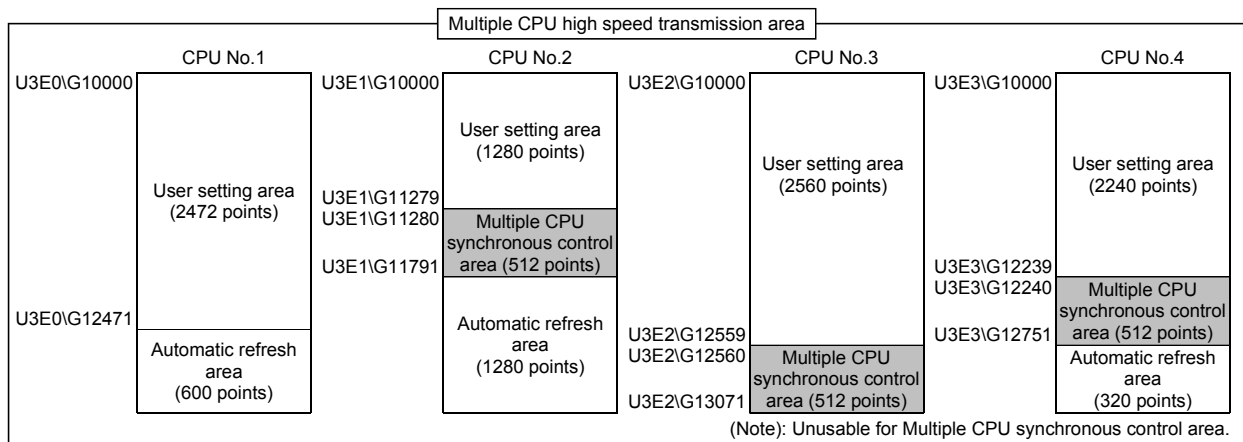 Multiple CPU high speed transmission area
CPU No.1
U3E0\G10000
User setting area
(2472 points)
U3E0\G12471
Automatic refresh
area
(600 points)
CPU No.2
U3E1\G10000
User setting area
(1280 points)
U3E1\G11279
U3E1\G11280
Multiple CPU
synchronous control
area (512 points)
U3E1\G11791
Automatic refresh
area
(1280 points)
CPU No.3
U3E2\G10000
User setting area
(2560 points)
U3E2\G12559
U3E2\G12560
Multiple CPU
synchronous control
area (512 points)
U3E2\G13071
CPU No.4
U3E3\G10000
User setting area
(2240 points)
U3E3\G12239
U3E3\G12240
Multiple CPU
synchronous control
area (512 points)
U3E3\G12751
Automatic refresh
area
(320 points)
(Note): Unusable for Multiple CPU synchronous control area.